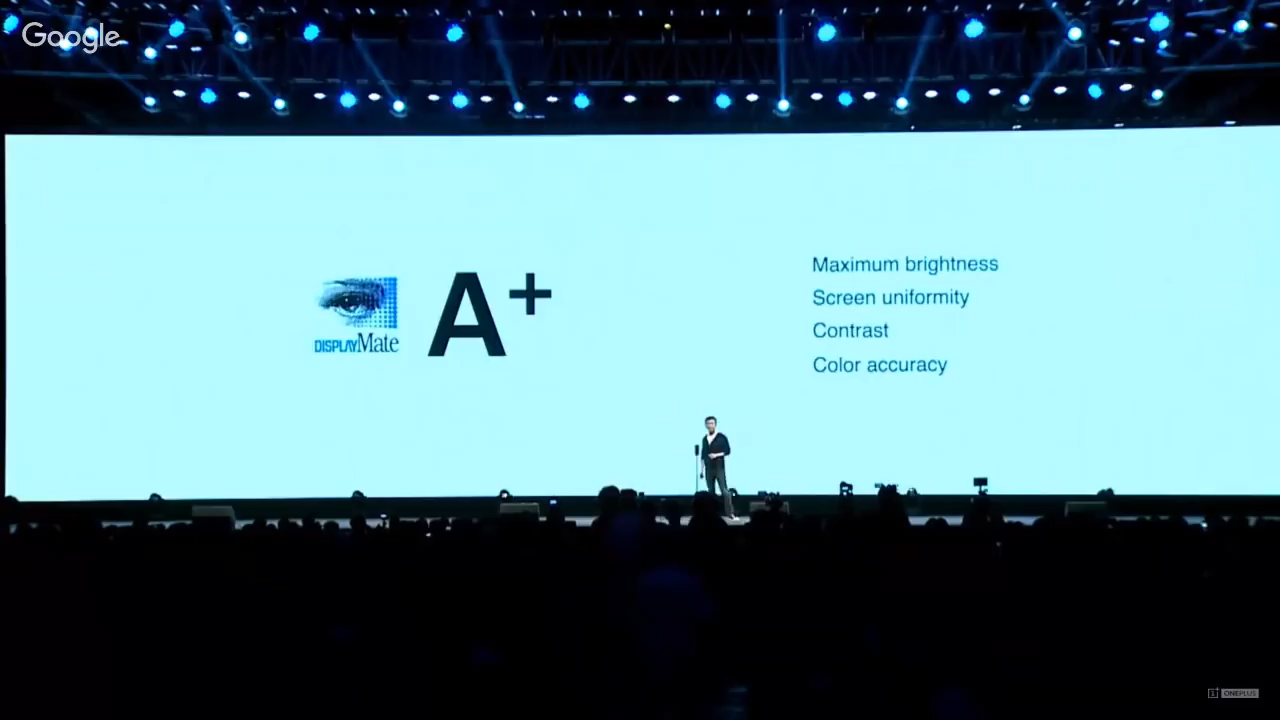 Google
DISPLAYMate
A+
Maximum brightness
Screen uniformity
Contrast
Color accuracy
ONEPLUS